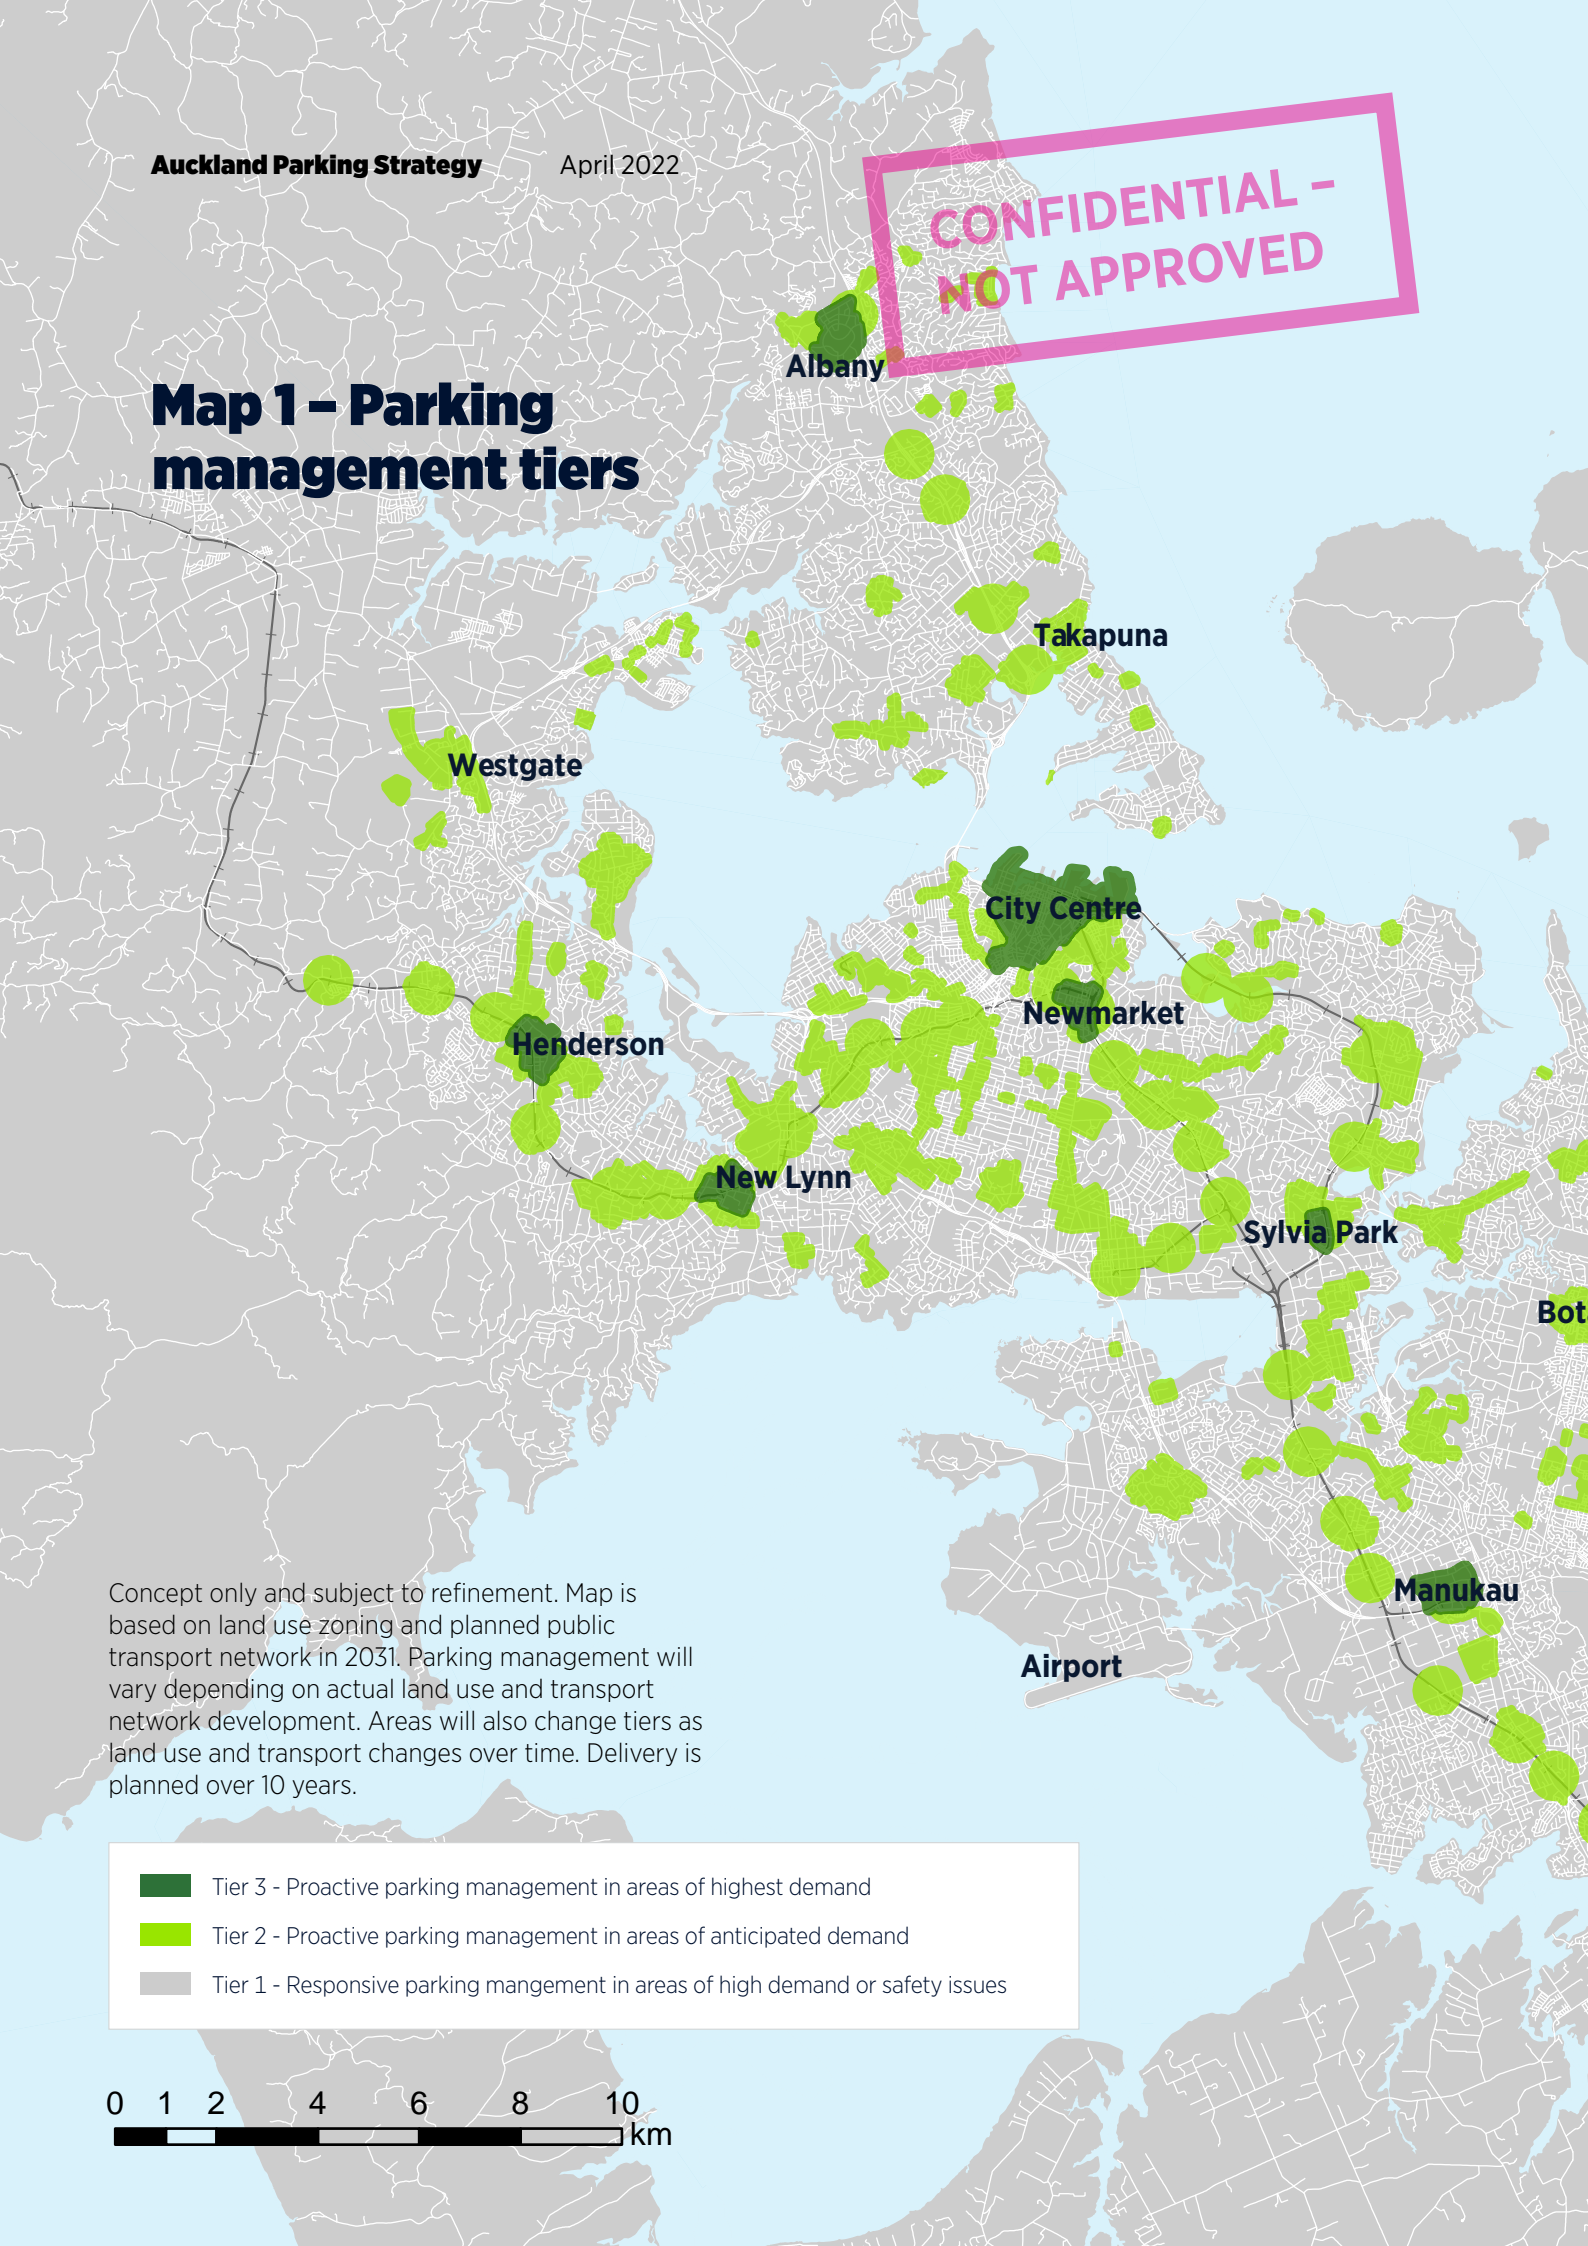 Auckland Parking Strategy April 2022
CONFIDENTIAL –
NOT APPROVED
Map 1 – Parking
management tiers
Albany
Takapuna
Westgate
City Centre
Newmarket
Henderson
New Lynn
Sylvia Park
Bot
Manukau
Airport
Concept only and subject to refinement. Map is
based on land use zoning and planned public
transport network in 2031. Parking management will
vary depending on actual land use and transport
network development. Areas will also change tiers as
land use and transport changes over time. Delivery is
planned over 10 years.
Tier 3 - Proactive parking management in areas of highest demand
Tier 2 - Proactive parking management in areas of anticipated demand
Tier 1 - Responsive parking mangement in areas of high demand or safety issues
0 1 2 4 6 8 10
km